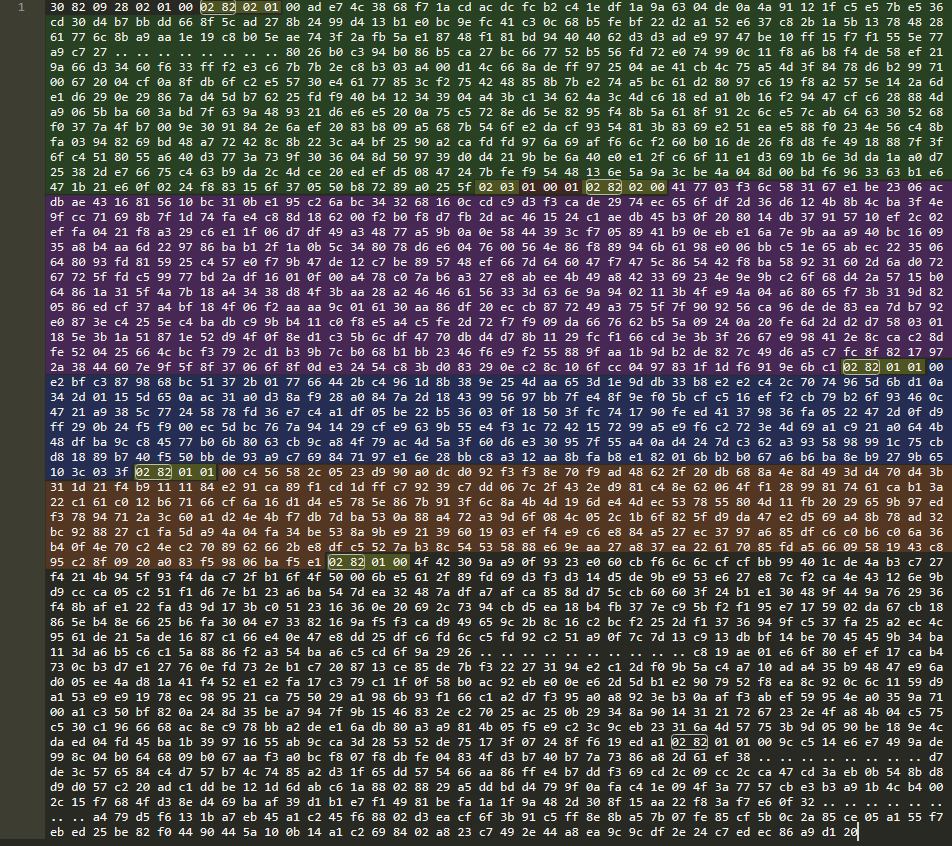 1 30 82 09 28 02 01 00 02 82 02 01 00 ad e7 4c 38 68 f7 1a cd ac dc fc b2 c4 1e df 1a 9a 63 04 de 0a 4a 91 12 1f c5 e5 7b e5 36
cd 30 d4 b7 bb dd 66 8f 5c ad 27 8b 24 99 d4 13 b1 e0 bc 9e fc 41 c3 0c 68 b5 fe bf 22 d2 a1 52 e6 37 c8 2b 1a 5b 13 78 48 28
61 77 6c 8b a9 aa 1e 19 c8 b0 5e ae 74 3f 2a fb 5a e1 87 48 f1 81 bd 94 40 40 62 d3 d3 ad e9 97 47 be 10 ff 15 f7 f1 55 5e 77
a9 c7 27 .. .. .. .. .. .. .. .. .. .. .. 80 26 b0 c3 94 b0 86 b5 ca 27 bc 66 77 52 b5 56 fd 72 e0 74 99 0c 11 f8 a6 b8 f4 de 58 ef 21
9a 66 d3 34 60 f6 33 ff f2 e3 c6 7b 7b 2e c8 b3 03 a4 00 d1 4c 66 8a de ff 97 25 04 ae 41 cb 4c 75 a5 4d 3f 84 78 d6 b2 99 71
00 67 20 04 cf 0a 8f db 6f c2 e5 57 30 e4 61 77 85 3c f2 75 42 48 85 8b 7b e2 74 a5 bc 61 d2 80 97 c6 19 f8 a2 57 5e 14 2a 6d
e1 d6 29 0e 29 86 7a d4 5d b7 62 25 fd f9 40 b4 12 34 39 04 a4 3b c1 34 62 4a 3c 4d c6 18 ed a1 0b 16 f2 94 47 cf c6 28 88 4d
a9 06 5b ba 60 3a bd 7f 63 9a 48 93 21 d6 e6 e5 20 0a 75 c5 72 8e d6 5e 82 95 f4 8b 5a 61 8f 91 2c 6c e5 7c ab 64 63 30 52 68
f0 37 7a 4f b7 00 9e 30 91 84 2e 6a ef 20 83 b8 09 a5 68 7b 54 6f e2 da cf 93 54 81 3b 83 69 e2 51 ea e5 88 f0 23 4e 56 c4 8b
fa 03 94 82 69 bd 48 a7 72 42 8c 8b 22 3c a4 bf 25 90 a2 ca fd fd 97 6a 69 af f6 6c f2 60 b0 16 de 26 f8 d8 fe 49 18 88 7f 3f
6f c4 51 80 55 a6 40 d3 77 3a 73 9f 30 36 04 8d 50 97 39 d0 d4 21 9b be 6a 40 e0 e1 2f c6 6f 11 e1 d3 69 1b 6e 3d da 1a a0 d7
25 38 2d e7 66 75 c4 63 b9 da 2c 4d ce 20 8d ed ef d5 08 47 24 7b fe f9 54 48 13 6e 5a 9a 3c be a4 04 8d e0 f6 96 33 63 b1 e6
47 1b 21 e6 0f 02 24 f8 83 15 6f 37 05 50 b8 72 89 a0 25 5f 02 03 01 00 01 02 82 02 00 41 77 03 f3 6c 58 31 67 e1 be 23 06 ac
db ae 43 16 81 56 10 bc 31 0b e1 95 c2 6a bc 34 32 68 16 0c cd c9 d3 f3 ca de 29 74 ec 65 6f df 2d 36 d6 12 4b 8b 4c ba 3f 4e
9f cc 71 69 8b 7f 1d 74 fa e4 c8 8d 18 62 00 f2 b0 f8 d7 fb 2d ac 46 15 24 c1 ae db 45 b3 0f 20 80 14 db 37 91 57 10 ef 2c 02
ef fa 04 21 f8 a3 29 c6 e1 1f 06 d7 df 49 a3 48 77 a5 9b 0a 0e 58 44 39 3c f7 05 89 41 b9 0e eb e1 6a 7e 9b aa a9 40 bc 16 09
35 a8 b4 aa 6d 22 97 86 ba b1 2f 1a 0b 5c 34 80 78 d6 e6 04 76 00 56 4e 86 f8 89 94 6b 61 98 e0 06 bb c5 1e 65 ab ec 22 35 06
64 80 93 fd 81 59 25 c4 57 e0 f7 9b 47 de 12 c7 be 89 57 48 ef 66 7d 64 60 47 f7 47 5c 86 54 42 f8 ba 58 92 31 60 2d 6a d0 72
67 72 5f fd c5 99 77 bd 2a df 16 01 0f 00 a4 78 c0 7a b6 a3 27 e8 ab ee 4b 49 a8 42 33 69 23 4e 9e 9b c2 6f 68 d4 2a 57 15 b0
64 86 1a 31 5f 4a 7b 18 a4 34 38 d8 4f 3b aa 28 a2 46 46 61 56 33 3d 63 6e 9a 94 02 11 3b 4f e9 4a 04 a6 80 65 f7 3b 31 9d 82
05 86 ed cf 37 a4 bf 18 4f 06 f2 aa aa 9c 01 61 30 aa 86 df 20 ec cb 87 72 49 a3 75 5f 7f 90 92 56 ca 96 de de 83 ea 7d b7 92
e0 87 3e c4 25 5e c4 ba db c9 9b b4 11 c0 f8 e5 a4 c5 fe 2d 72 f7 f9 09 da 66 76 62 b5 5a 09 24 0a 20 fe 6d 2d d2 d7 58 03 01
18 5e 3b 1a 51 87 1e 52 d9 4f 0f 8e d1 c3 5b 6c df 47 70 db d4 d7 8b 11 29 fc f1 66 cd 3e 3b 3f 26 67 e9 98 41 2e 8c ca c2 8d
fe 52 04 25 66 4c bc f3 79 2c d1 b3 9b 7c b0 68 b1 bb 23 46 f6 e9 f2 55 88 9f aa 1b 9d b2 de 82 7c 49 d6 a5 c7 fc 8f 82 17 97
2a 38 44 60 7e 9f 5f 8f 37 06 6f 8f 0d e3 24 54 c8 3b d0 83 29 0e c2 8c 10 6f cc 04 97 83 1f 1d f6 91 9e 6b c1 02 82 01 01 00
e2 bf c3 87 98 68 bc 51 37 2b 01 77 66 44 2b c4 96 1d 8b 38 9e 25 4d aa 65 3d 1e 9d db 33 b8 e2 e2 c4 2c 70 74 96 5d 6b d1 0a
34 2d 01 15 5d 65 0a ac 31 a0 d3 8a f9 28 a0 84 7a 2d 18 43 99 56 97 bb 7f e4 8f 9e f0 5b cf c5 16 ef f2 cb 79 b2 6f 93 46 0c
47 21 a9 38 5c 77 24 58 78 fd 36 e7 c4 a1 df 05 be 22 b5 36 03 0f 18 50 3f fc 74 17 90 fe ed 41 37 98 36 fa 05 22 47 2d 0f d9
ff 29 0b 24 f5 f9 00 ec 5d bc 76 7a 94 14 29 cf e9 63 9b 55 e4 f3 1c 72 42 15 72 99 a5 e9 f6 c2 72 3e 4d 69 a0 cb c6 d6 b4 4b
48 df ba 9c c8 45 77 b0 6b 80 63 cb 9c a8 4f 79 ac 4d 5a 3f 60 d6 e3 30 95 7f 55 a4 0a d4 24 7d c3 62 a3 93 58 98 99 1c 75 cb
d8 18 89 b7 40 f5 50 bb de 93 a9 c7 69 84 71 97 e1 6e 28 bb c8 a3 12 aa 8b fa b8 e1 82 01 6b b2 b0 67 a6 b6 ba 8e b9 27 9b 65
10 3c 03 3f 02 82 01 01 00 c4 56 58 2c 05 23 d9 90 a0 dc d0 f2 f3 f3 8e 70 f9 ad 48 62 2f 20 db 68 8a 4e 8d 49 3d d4 70 d4 3b
31 1d 21 f4 b9 11 11 84 e2 91 ca 89 f1 cd 1d ff c7 92 39 c7 dd 06 7c 2f 43 2e d9 81 c4 8e 62 06 4f f1 28 99 81 74 61 ca b1 3a
22 c1 61 c0 12 b6 71 66 cf 6a 16 d1 d4 e5 78 5e 86 7b 91 3f 6c 8a 4b 4d 19 6d e4 4d ec 53 78 55 80 4d 11 fb 20 29 65 9b 97 ed
f3 78 94 71 2a 3c 60 a1 d2 4e 4b f7 db 7d ba 53 0a 88 a4 72 a3 9d 6f 08 4c 05 2c 1b 6f 82 5f d9 da 47 e2 d5 69 a4 8b 78 ad 32
bc 92 88 27 c1 fa 5d a9 4a 04 fa 34 be 53 8a 9b e9 21 39 60 19 03 ef f4 e9 c6 e8 84 a5 27 ec 37 97 a6 85 df c6 c0 b6 c0 6a 36
b4 0f 4e 70 c2 4e c2 70 89 62 66 2b e8 df c5 52 7a b3 8c 54 53 58 88 e6 9e aa 27 a8 37 ea 22 61 70 85 fd a5 66 09 58 19 43 c8
95 c2 8f 09 20 a0 83 f5 98 06 ba f5 e1 02 82 01 00 4f 42 30 9a a9 0f 93 23 e0 60 cb f6 6c 6c cf cf bb 99 40 1c de 4a b3 c7 27
f4 21 4b 94 5f 93 f4 da c7 2f b1 6f 4f 50 00 6b e5 61 2f 89 fd 69 d3 f3 d3 14 d5 de 9b e9 53 e6 27 e8 7c f2 ca 4e 43 12 6e 9b
d9 cc ca 05 c2 51 f1 d6 7e b1 23 a6 ba 54 7d ea 32 48 7a df a7 af ca 85 8d d7 5c cb 60 60 3f 24 b1 e1 30 48 9f 44 9a 76 29 36
f4 8b af e1 22 fa d3 9d 17 3b c0 51 23 16 36 0e 20 69 2c 73 94 cb d5 ea 18 b4 fb 37 7e c9 5b f2 f1 95 e7 17 59 02 da 67 cb 18
86 5e b4 8e 66 25 b6 fa 30 04 e7 33 82 16 9a f5 f3 ca d9 49 65 9c 2b 8c 16 c2 bc f2 25 2d f1 37 36 94 9f c5 37 fa 25 a2 ec 4c
95 61 de 21 5a de 16 87 c1 66 e4 0e 47 e8 dd 25 df c6 fd 6c c5 fd 92 c2 51 a9 0f 7c 7d 13 c9 13 db bf 14 be 70 45 45 9b 34 ba
11 3d a6 b5 c6 c1 5a 88 86 f2 a3 54 ba a6 c5 cd 6f 9a 29 26 .. .. .. .. .. .. .. .. .. .. .. c8 19 ae 01 e6 6f 80 ef ef 17 ca b4
73 0c b3 d7 e1 27 76 0e fd 73 2e b1 c7 20 87 13 ce 85 de 7b f3 22 27 31 94 e2 c1 2d f0 9b 5a c4 a7 10 ad a4 35 b9 48 47 e9 6a
d0 05 ee 4a d8 1a 41 f4 52 e1 e2 fa 17 c3 79 c1 1f 0f 58 b0 ac 92 eb e0 0e e6 2d 5d b1 e2 90 79 52 f8 ea 8c 92 0c 6c 11 59 d9
a1 53 e9 e9 19 78 ec 98 95 21 ca 75 50 29 a1 98 6b 93 f1 66 c1 a2 d7 f3 95 a0 a8 92 3e b3 0a af f3 ab ef 59 95 4e a0 35 9a 71
00 a1 c3 50 bf 82 0a 24 8d 35 be a7 94 7f 9b 15 46 83 2e c2 70 25 ac 25 0b 29 34 8a 90 14 31 21 72 67 23 2e 4f a8 4b 04 c5 75
c5 30 c1 96 66 68 ac 8e c9 78 bb a2 de e1 6a db 80 a3 a9 81 4b 05 f5 e9 c2 3c 9c eb 23 31 6a 4d 57 75 3b 9d 05 90 be 18 9e 4c
da ed 04 fd 45 ba 1b 39 97 16 55 ab 9c ca 3d 28 53 52 de 75 17 3f 07 24 8f f6 19 ed a1 02 82 01 01 00 9c c5 14 e6 e7 49 9a de
99 8c 04 b0 64 68 09 b0 67 aa f3 a0 bc f8 07 f8 db fe 04 83 4f d3 b7 40 b7 7a 73 86 a8 2d 61 ef 38 .. .. .. .. .. .. .. .. .. .. .. d7
de 3c 57 65 84 c4 d7 57 b4 7c 74 85 a2 d3 1f 65 dd 57 54 66 aa 86 ff e4 b7 dd f3 69 cd 2c 09 cc 2c ca 47 cd 3a eb 0b 54 8b d8
d9 d0 57 c2 20 ad c1 dd be 12 1d 6d ab c6 1a 88 02 88 29 a5 dd bd d4 79 9f 0a fa c4 1e 09 4f 3a 77 57 cb e3 b3 a9 1b 4c b4 00
2c 15 f7 68 4f d3 8e d4 69 ba af 39 d1 b1 e7 f1 49 81 be fa 1a 1f 9a 48 2d 30 8f 15 aa 22 f8 3a f7 e6 0f 32 .. .. .. .. .. .. .. ..
.. .. .. a4 79 d5 f6 13 1b a7 eb 45 a1 c2 45 f6 88 02 d3 ea cf 6f 3b 91 c5 ff 8e 8b a5 7b 07 fe 85 cf 5b 0c 2a 85 ce 05 a1 55 f7
eb ed 25 be 82 f0 44 90 44 5a 10 0b 14 a1 c2 69 84 02 a8 23 c7 49 2e 44 a8 ea 9c 9c df 2e 24 c7 ed ec 86 a9 d1 20